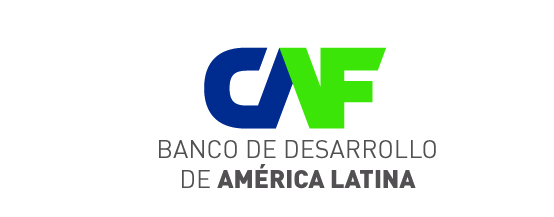 CAF
BANCO DE DESARROLLO
DE AMÉRICA LATINA